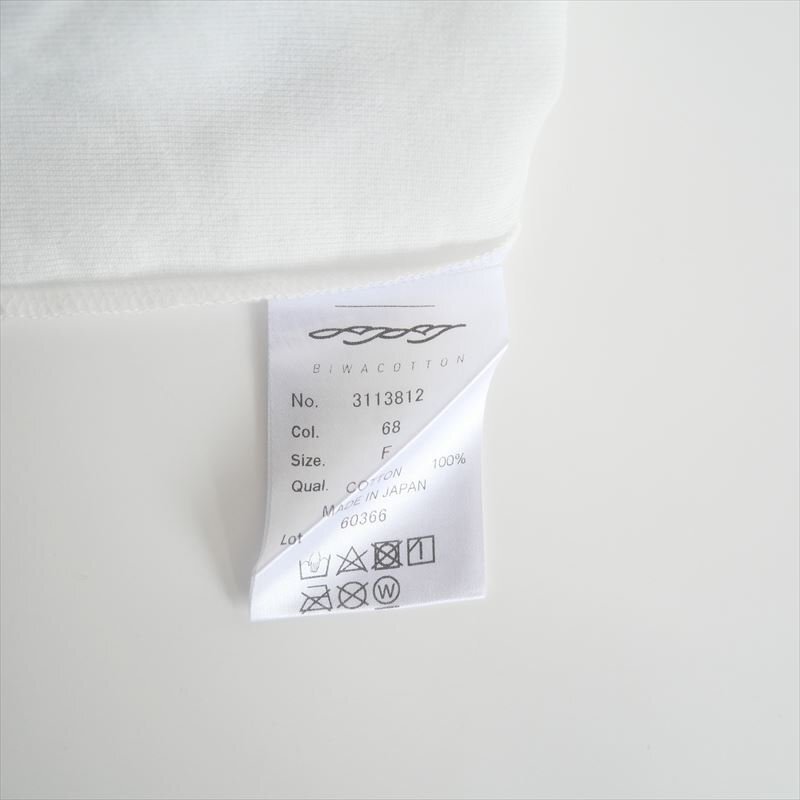 BIWACOTTON
No. 3113812
Col. 68
Size. F
Qual. COTTON 100%
MADE IN JAPAN
Lot 60366
W